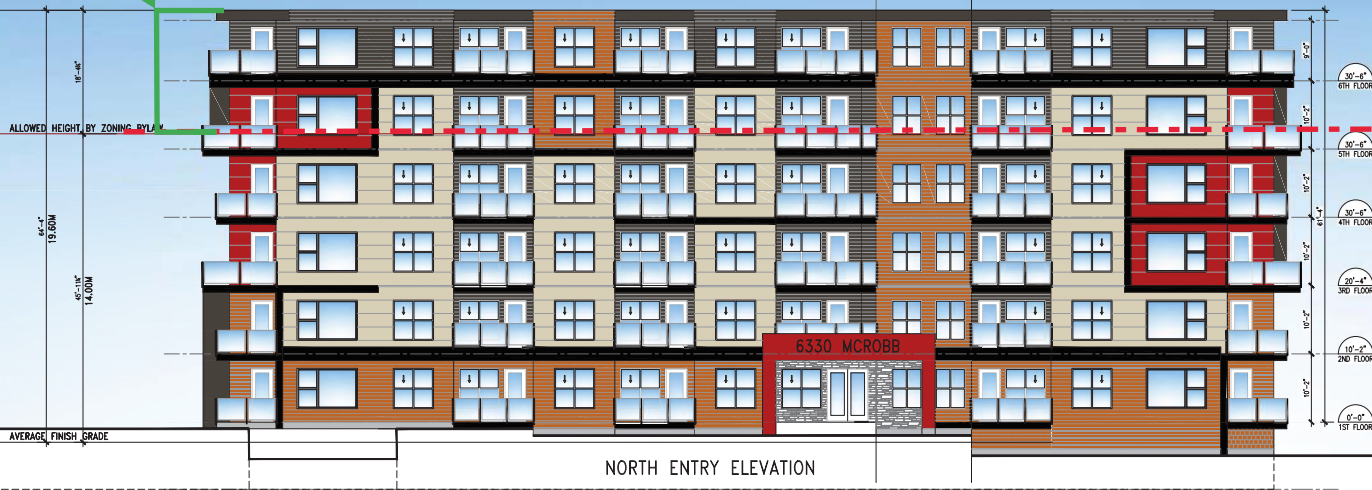 9'-0"
18'-4¾"
30'-6"
6TH FLOOR
10'-2"
ALLOWED HEIGHT BY ZONING BYLAW
30'-6"
5TH FLOOR
10'-2"
30'-6"
4TH FLOOR
64'-4"
19.60M
61'-4"
10'-2"
45'-11¼"
14.00M
20'-4"
3RD FLOOR
10'-2"
6330 MCROBB
10'-2"
2ND FLOOR
10'-2"
0'-0"
1ST FLOOR
AVERAGE FINISH GRADE
NORTH ENTRY ELEVATION